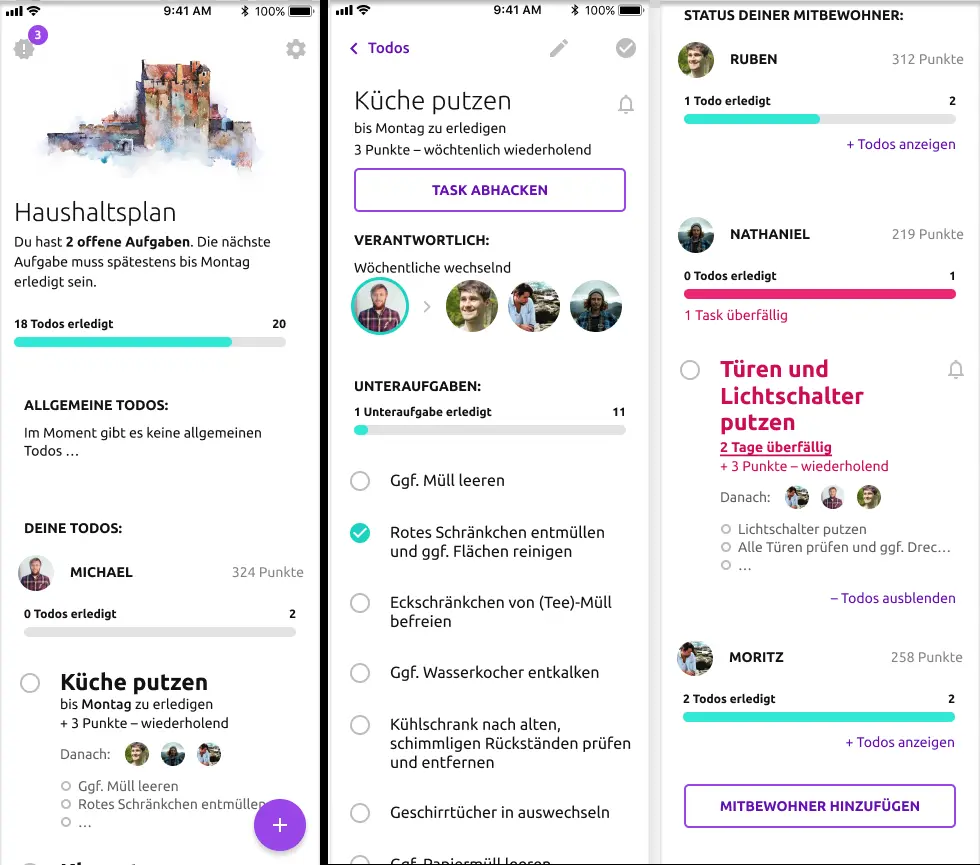 9:41 AM
100%
3
Haushaltsplan
Du hast 2 offene Aufgaben. Die nächste
Aufgabe muss spätestens bis Montag
erledigt sein.
18 Todos erledigt
20
ALLGEMEINE TODOS:
Im Moment gibt es keine allgemeinen
Todos ...
DEINE TODOS:
MICHAEL
324 Punkte
0 Todos erledigt
2
Küche putzen
bis Montag zu erledigen
+ 3 Punkte – wiederholend
Danach:
Ggf. Müll leeren
Rotes Schränkchen entmüllen
...
+
9:41 AM
100%
Todos
Küche putzen
bis Montag zu erledigen
3 Punkte – wöchtenlich wiederholend
TASK ABHACKEN
VERANTWORTLICH:
Wöchentliche wechselnd
UNTERAUFGABEN:
1 Unteraufgabe erledigt
11
Ggf. Müll leeren
Rotes Schränkchen entmüllen
und ggf. Flächen reinigen
Eckschränkchen von (Tee)-Müll
befreien
Ggf. Wasserkocher entkalken
Kühlschrank nach alten,
schimmligen Rückständen prüfen
und entfernen
Geschirrtücher in auswechseln
Ggf. Papiermüll leeren
STATUS DEINER MITBEWOHNER:
RUBEN
312 Punkte
1 Todo erledigt
2
+ Todos anzeigen
NATHANIEL
219 Punkte
0 Todos erledigt
1
1 Task überfällig
Türen und
Lichtschalter
putzen
2 Tage überfällig
+ 3 Punkte – wiederholend
Danach:
Lichtschalter putzen
Alle Türen prüfen und ggf. Drec...
...
– Todos ausblenden
MORITZ
258 Punkte
2 Todos erledigt
2
+ Todos anzeigen
MITBEWOHNER HINZUFÜGEN